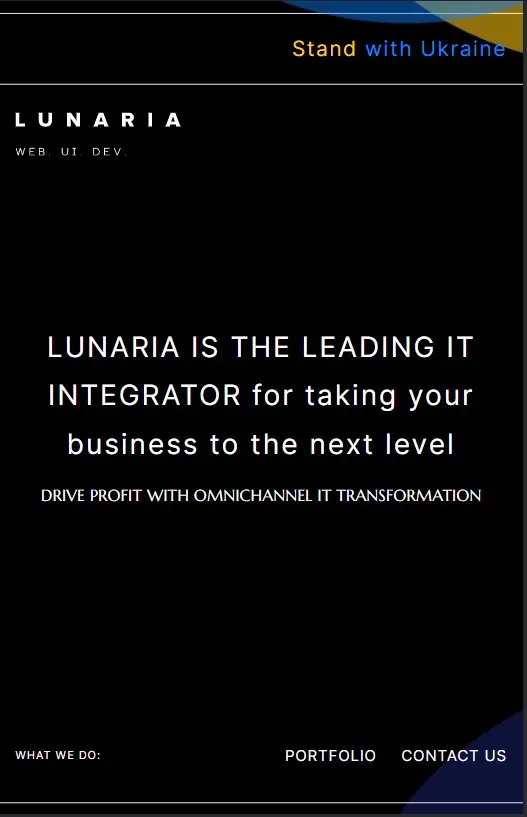 Stand with Ukraine
LUNARIA
WEB. UI. DEV.
LUNARIA IS THE LEADING IT
INTEGRATOR for taking your
business to the next level
DRIVE PROFIT WITH OMNICHANNEL IT TRANSFORMATION
WHAT WE DO:
PORTFOLIO CONTACT US